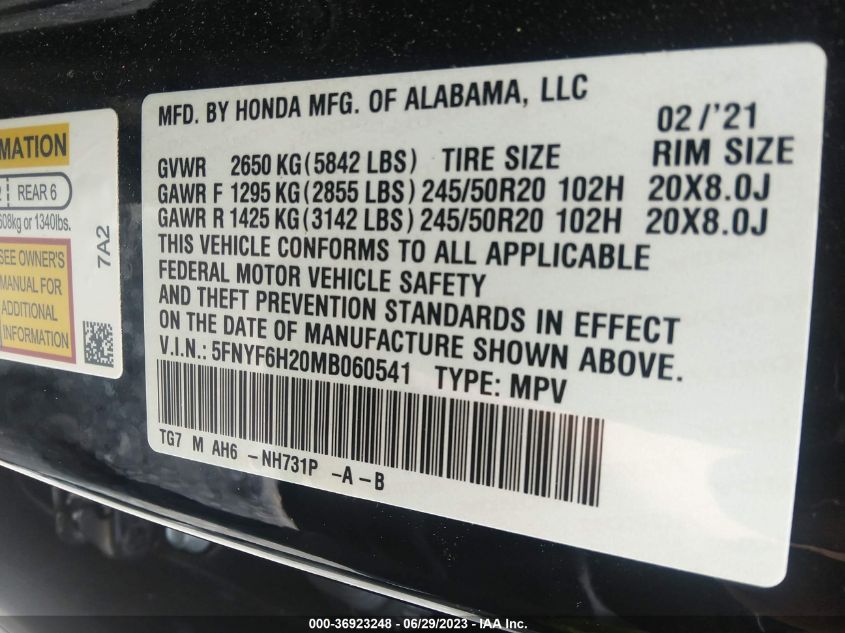 MATION
REAR 6
608kg or 1340lbs.
SEE OWNER'S
MANUAL FOR
ADDITIONAL
INFORMATION
7A2
MFD. BY HONDA MFG. OF ALABAMA, LLC
02/'21
GVWR 2650 KG(5842 LBS) TIRE SIZE RIM SIZE
GAWR F 1295 KG(2855 LBS) 245/50R20 102H 20X8.0J
GAWR R 1425 KG(3142 LBS) 245/50R20 102H 20X8.0J
THIS VEHICLE CONFORMS TO ALL APPLICABLE
FEDERAL MOTOR VEHICLE SAFETY
AND THEFT PREVENTION STANDARDS IN EFFECT
ON THE DATE OF MANUFACTURE SHOWN ABOVE.
V.I.N.: 5FNYF6H20MB060541 TYPE: MPV
TG7 M AH6 -NH731P -A-B
000-36923248 - 06/29/2023 - IAA Inc.